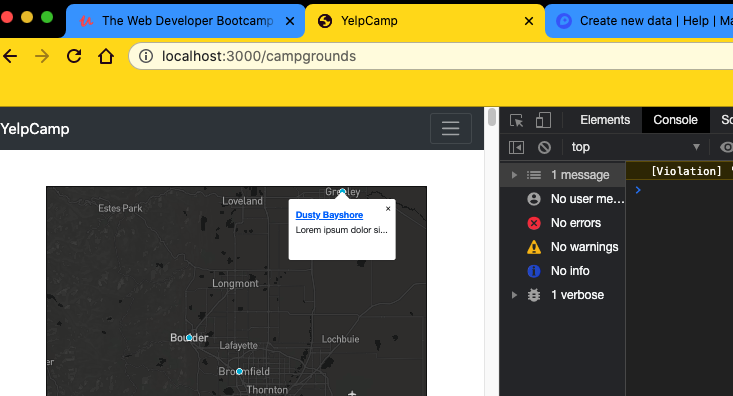 The Web Developer Bootcamp
YelpCamp
Create new data | Help | Ma
localhost:3000/campgrounds
YelpCamp
Elements
Console
top
1 message
[Violation]
No user me...
No errors
No warnings
No info
1 verbose
Estes Park
Loveland
Greeley
Dusty Bayshore
×
Lorem ipsum dolor si...
Longmont
Boulder
Lafayette
Lochbuie
Broomfield
Thornton